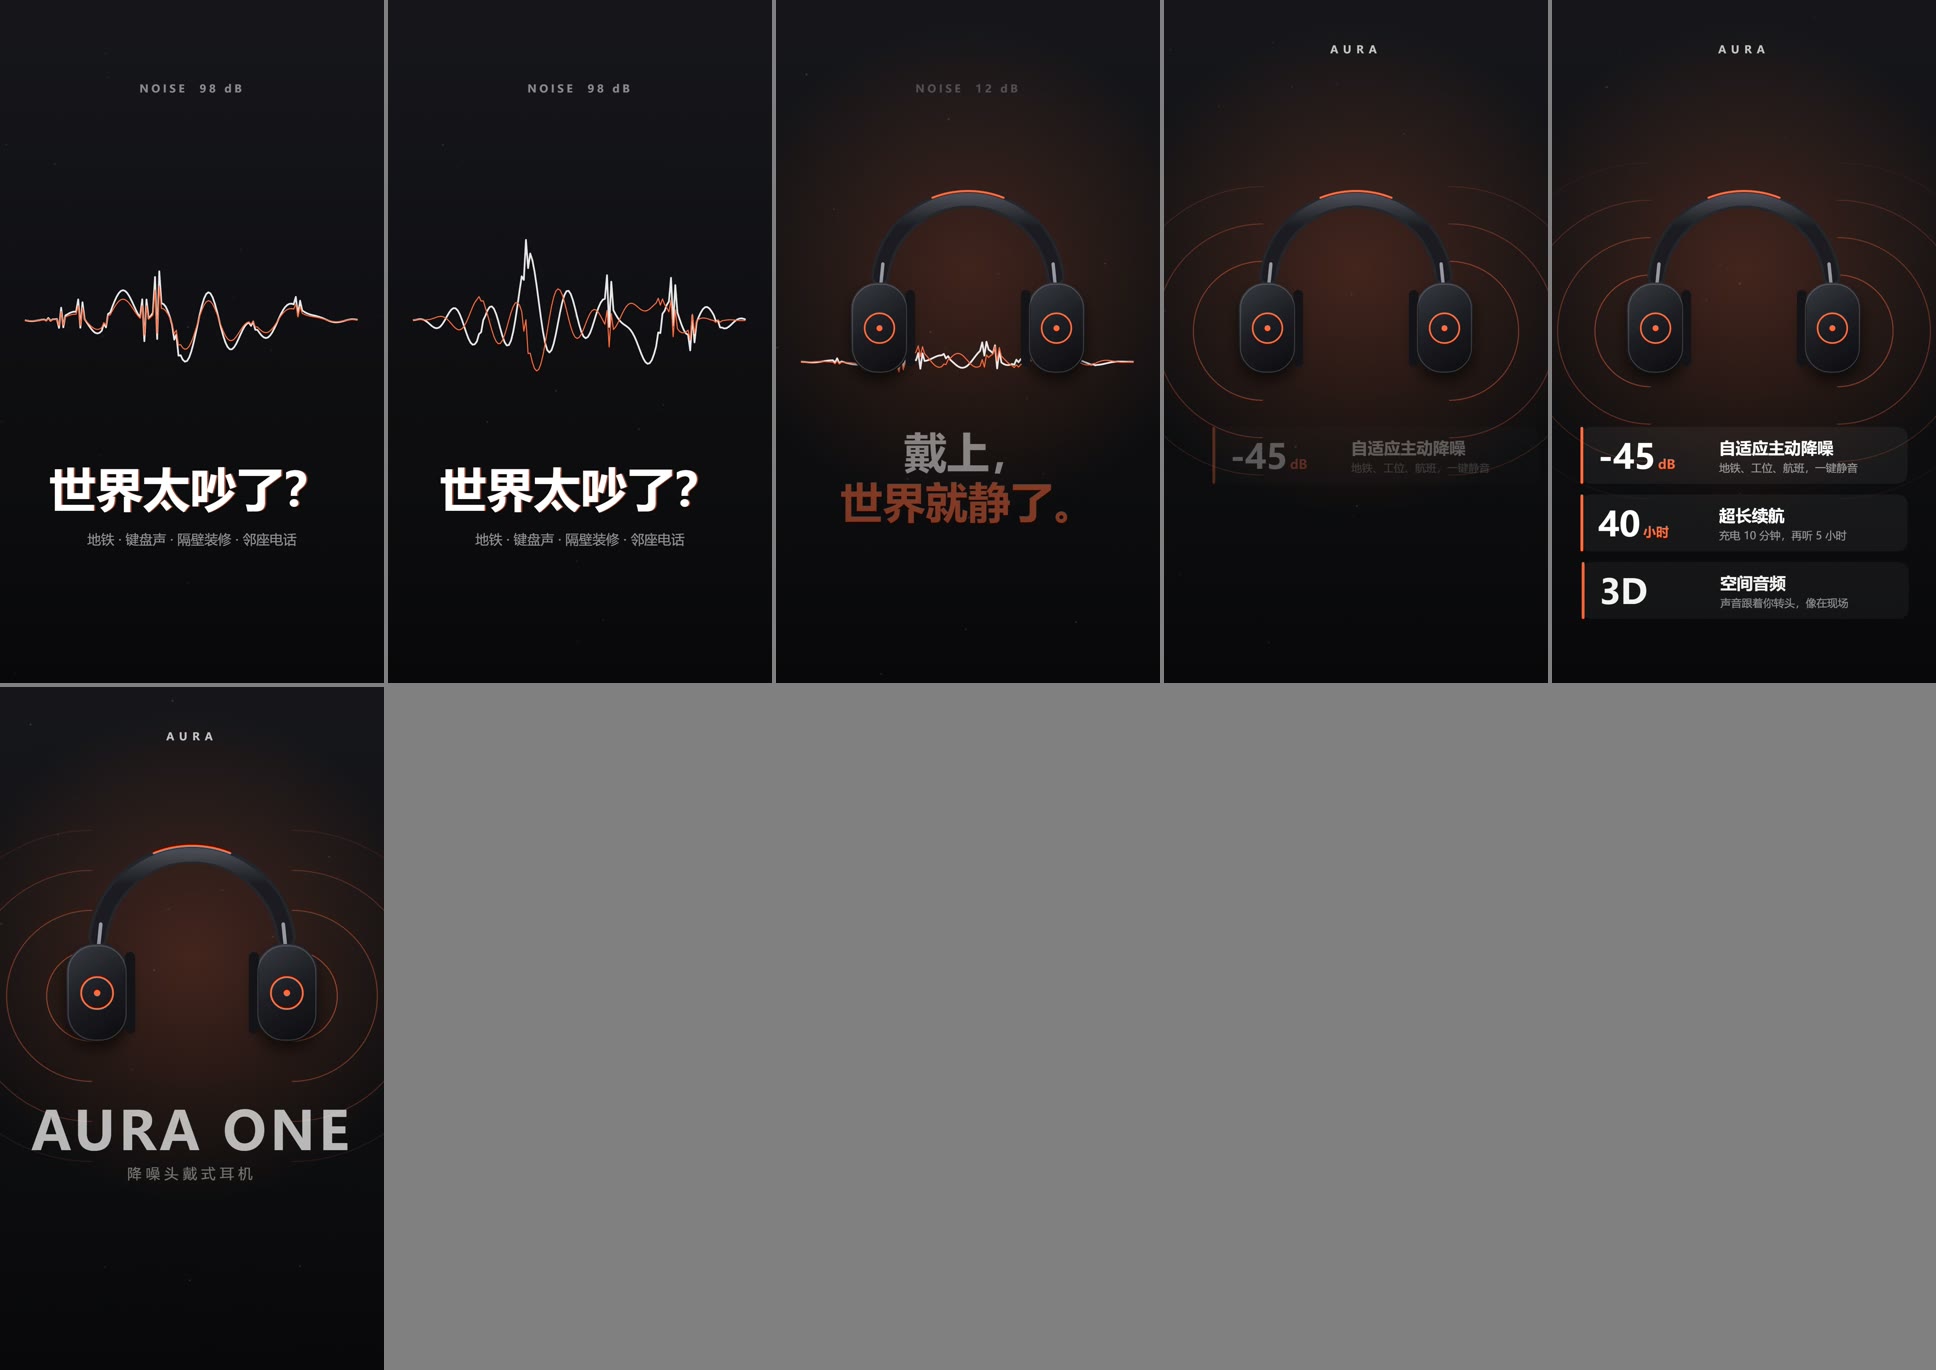 NOISE 98 dB
世界太吵了?
地铁 · 键盘声 · 隔壁装修 · 邻座电话
NOISE 98 dB
世界太吵了?
地铁 · 键盘声 · 隔壁装修 · 邻座电话
NOISE 12 dB
戴上,
世界就静了。
AURA
-45 dB
自适应主动降噪
地铁、工位、航班，一键静音
AURA
-45 dB
自适应主动降噪
地铁、工位、航班，一键静音
40 小时
超长续航
充电 10 分钟，再听 5 小时
3D
空间音频
声音跟着你转头，像在现场
AURA
AURA ONE
降噪头戴式耳机